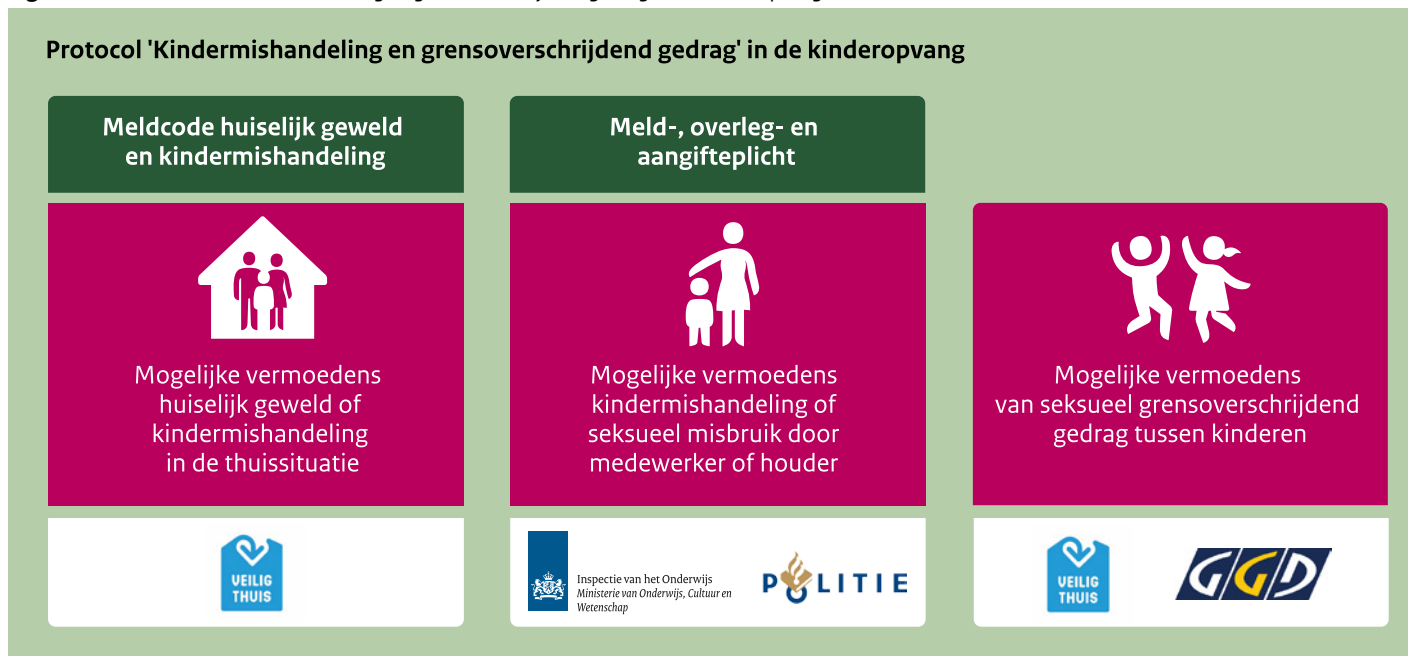 Protocol 'Kindermishandeling en grensoverschrijdend gedrag' in de kinderopvang
Meldcode huiselijk geweld
en kindermishandeling
Meld-, overleg- en
aangifteplicht
Mogelijke vermoedens
huiselijk geweld of
kindermishandeling
in de thuissituatie
Mogelijke vermoedens
kindermishandeling of
seksueel misbruik door
medewerker of houder
Mogelijke vermoedens
van seksueel grensoverschrijdend
gedrag tussen kinderen
VEILIG
THUIS
Inspectie van het Onderwijs
Ministerie van Onderwijs, Cultuur en
Wetenschap
POLITIE
VEILIG
THUIS
GGD